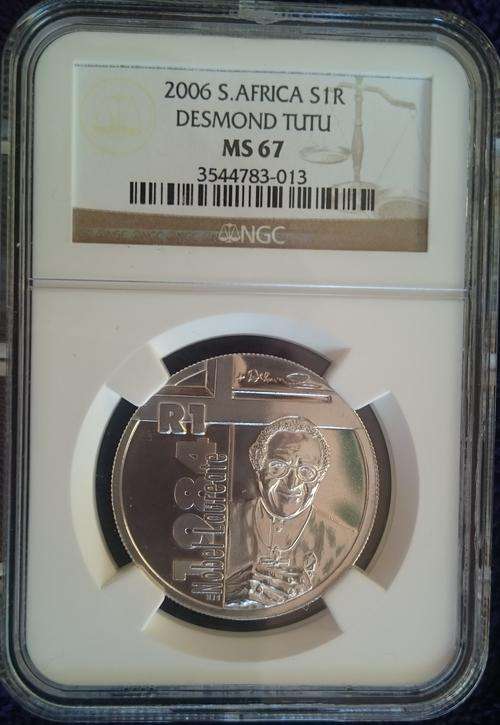 2006 S.AFRICA S1R
DESMOND TUTU
MS 67
3544783-013
NGC
R1
1984
Nobel Laureate